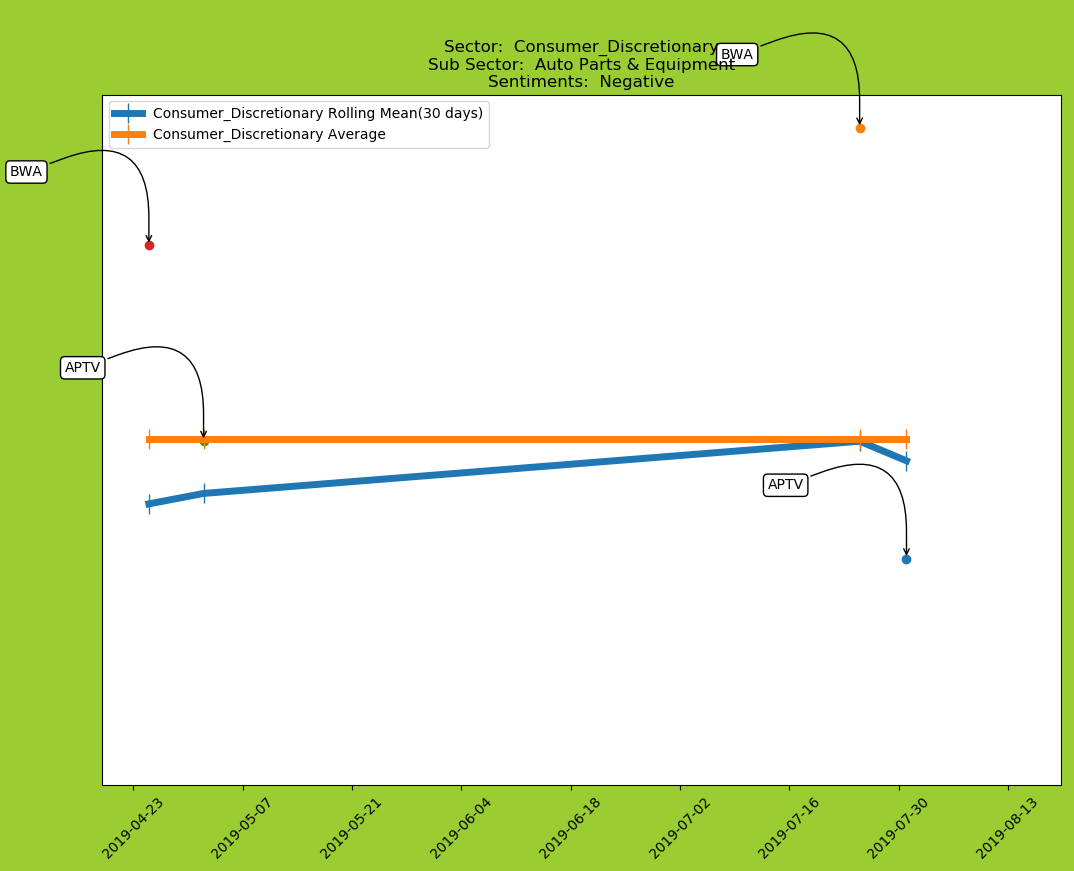 Sector:  Consumer_Discretionary
BWA
Sub Sector:  Auto Parts & Equipment
Sentiments:  Negative
Consumer_Discretionary Rolling Mean(30 days)
Consumer_Discretionary Average
BWA
APTV
APTV
2019-04-23
2019-05-07
2019-05-21
2019-06-04
2019-06-18
2019-07-02
2019-07-16
2019-07-30
2019-08-13